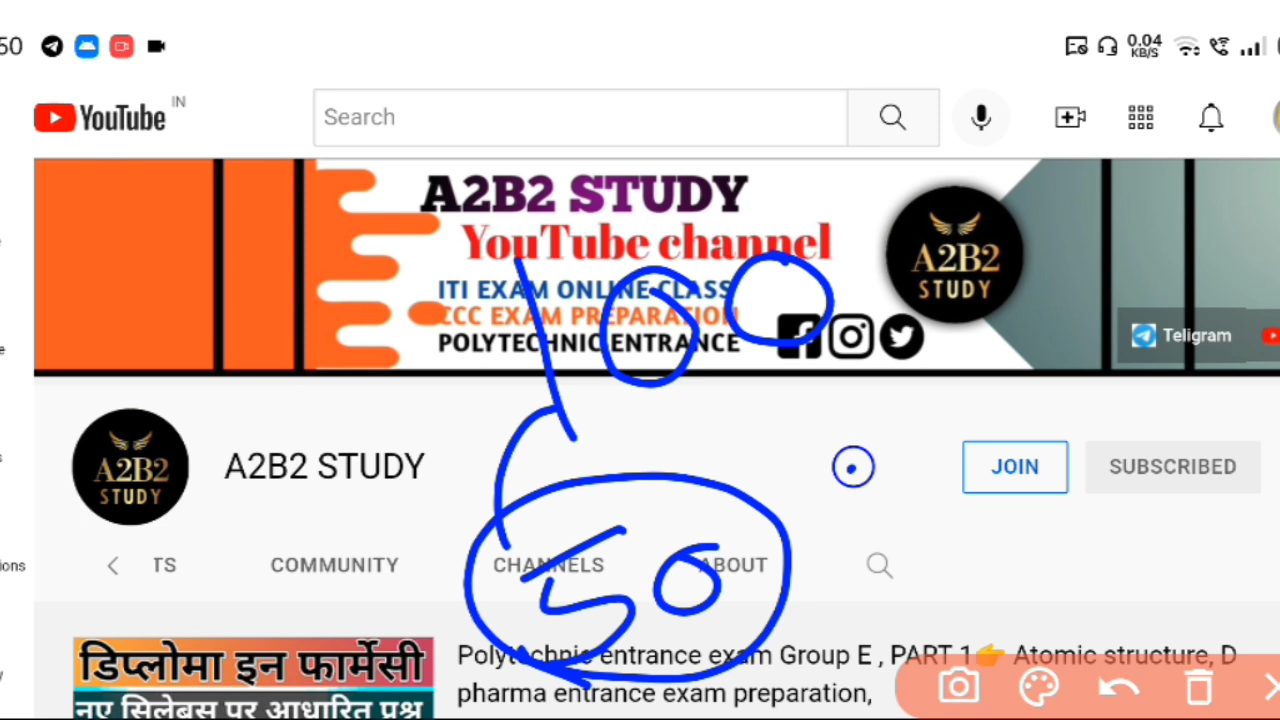 50
0.04
KB/S
YouTube IN
Search
A2B2 STUDY
YouTube channel
ITI EXAM ONLINE CLASS
CCC EXAM PREPARATION
POLYTECHNIC ENTRANCE
A2B2
STUDY
Teligram
100
A2B2
STUDY
A2B2 STUDY
JOIN
SUBSCRIBED
TS
COMMUNITY
CHANNELS
ABOUT
ions
50
डिप्लोमा इन फार्मेसी
नए सिलेबस पर आधारित प्रश्न
Polytechnic entrance exam Group E , PART 1👉 Atomic structure, D
pharma entrance exam preparation,